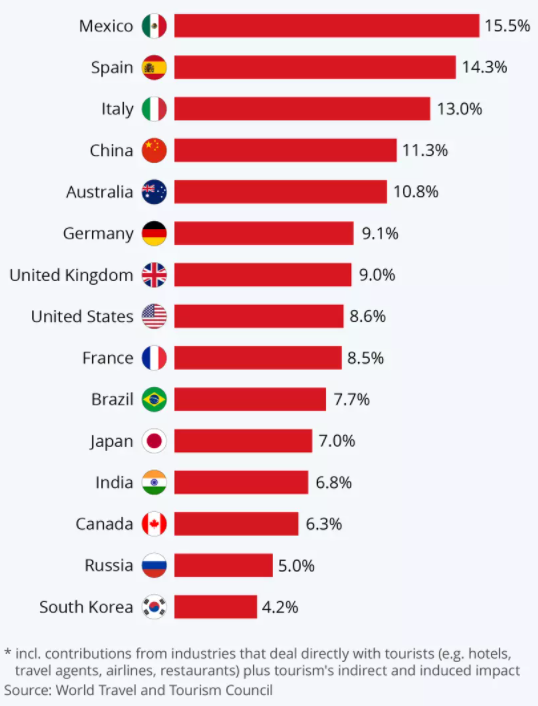 Mexico 15.5%
Spain 14.3%
Italy 13.0%
China 11.3%
Australia 10.8%
Germany 9.1%
United Kingdom 9.0%
United States 8.6%
France 8.5%
Brazil 7.7%
Japan 7.0%
India 6.8%
Canada 6.3%
Russia 5.0%
South Korea 4.2%
* incl. contributions from industries that deal directly with tourists (e.g. hotels,
travel agents, airlines, restaurants) plus tourism's indirect and induced impact
Source: World Travel and Tourism Council